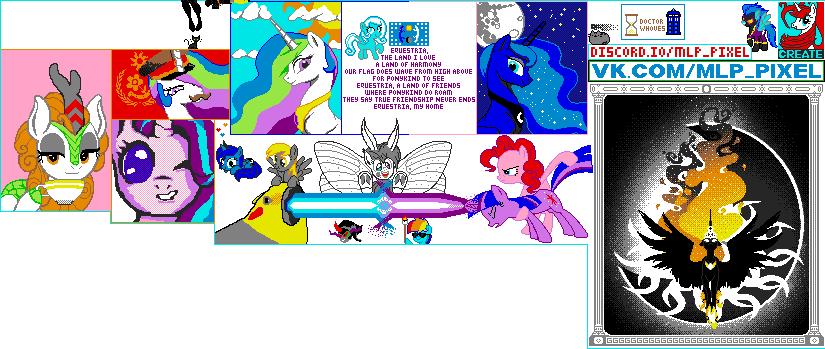 DOCTOR
WHOOVES
DISCORD.IO/MLP_PIXEL
CREATE
VK.COM/MLP_PIXEL
EQUESTRIA,
THE LAND I LOVE
A LAND OF HARMONY
OUR FLAG DOES WAVE FROM HIGH ABOVE
FOR PONYKIND TO SEE
EQUESTRIA, A LAND OF FRIENDS
WHERE PONYKIND DO ROAM
THEY SAY TRUE FRIENDSHIP NEVER ENDS
EQUESTRIA, MY HOME